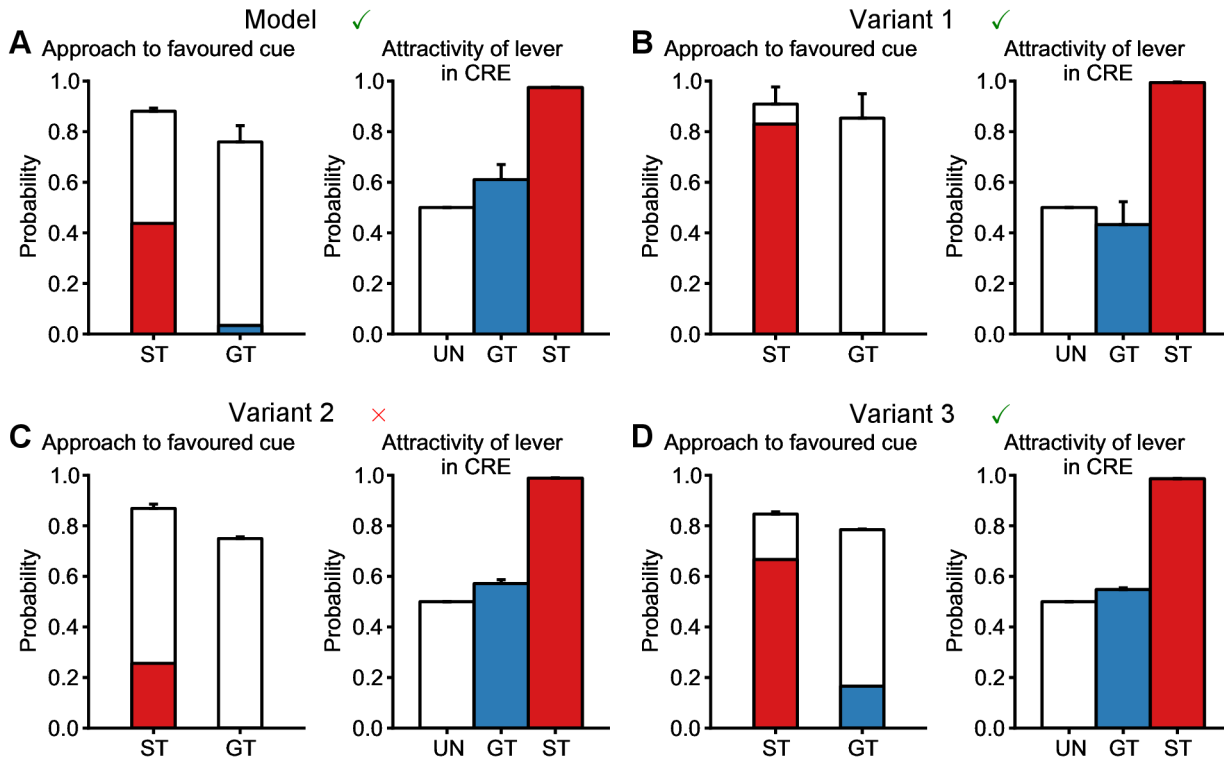 Model ✓
A
Approach to favoured cue
Probability
1.0
0.8
0.6
0.4
0.2
0.0
ST GT
Attractivity of lever
in CRE
Probability
1.0
0.8
0.6
0.4
0.2
0.0
UN GT ST
Variant 1 ✓
B
Approach to favoured cue
Probability
1.0
0.8
0.6
0.4
0.2
0.0
ST GT
Attractivity of lever
in CRE
Probability
1.0
0.8
0.6
0.4
0.2
0.0
UN GT ST
Variant 2 ×
C
Approach to favoured cue
Probability
1.0
0.8
0.6
0.4
0.2
0.0
ST GT
Attractivity of lever
in CRE
Probability
1.0
0.8
0.6
0.4
0.2
0.0
UN GT ST
Variant 3 ✓
D
Approach to favoured cue
Probability
1.0
0.8
0.6
0.4
0.2
0.0
ST GT
Attractivity of lever
in CRE
Probability
1.0
0.8
0.6
0.4
0.2
0.0
UN GT ST